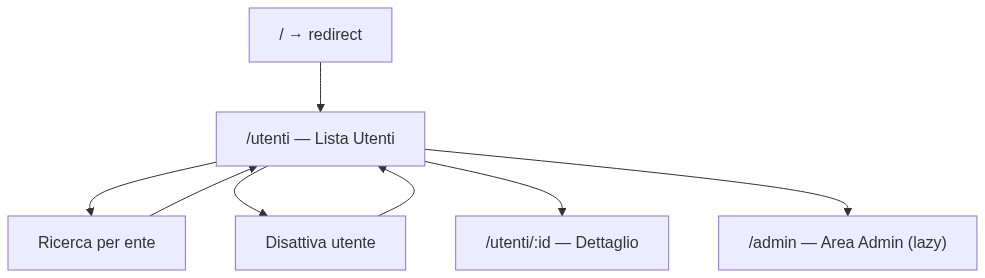 / → redirect
/utenti — Lista Utenti
Ricerca per ente
Disattiva utente
/utenti/:id — Dettaglio
/admin — Area Admin (lazy)